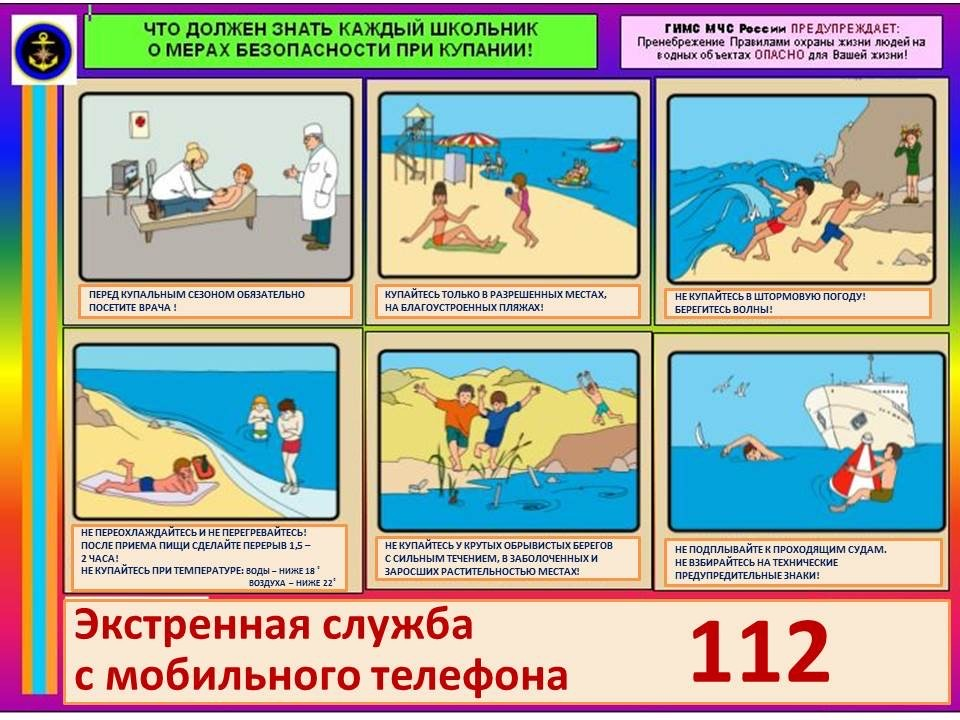 ЧТО ДОЛЖЕН ЗНАТЬ КАЖДЫЙ ШКОЛЬНИК
О МЕРАХ БЕЗОПАСНОСТИ ПРИ КУПАНИИ!
ГИМС МЧС России ПРЕДУПРЕЖДАЕТ:
Пренебрежение Правилами охраны жизни людей на
водных объектах ОПАСНО для Вашей жизни!
ПЕРЕД КУПАЛЬНЫМ СЕЗОНОМ ОБЯЗАТЕЛЬНО
ПОСЕТИТЕ ВРАЧА !
КУПАЙТЕСЬ ТОЛЬКО В РАЗРЕШЕННЫХ МЕСТАХ,
НА БЛАГОУСТРОЕННЫХ ПЛЯЖАХ!
НЕ КУПАЙТЕСЬ В ШТОРМОВУЮ ПОГОДУ!
БЕРЕГИТЕСЬ ВОЛНЫ!
НЕ ПЕРЕОХЛАЖДАЙТЕСЬ И НЕ ПЕРЕГРЕВАЙТЕСЬ!
ПОСЛЕ ПРИЕМА ПИЩИ СДЕЛАЙТЕ ПЕРЕРЫВ 1,5 –
2 ЧАСА!
НЕ КУПАЙТЕСЬ ПРИ ТЕМПЕРАТУРЕ: ВОДЫ – НИЖЕ 18 °
ВОЗДУХА – НИЖЕ 22°
НЕ КУПАЙТЕСЬ У КРУТЫХ ОБРЫВИСТЫХ БЕРЕГОВ
С СИЛЬНЫМ ТЕЧЕНИЕМ, В ЗАБОЛОЧЕННЫХ И
ЗАРОСШИХ РАСТИТЕЛЬНОСТЬЮ МЕСТАХ!
НЕ ПОДПЛЫВАЙТЕ К ПРОХОДЯЩИМ СУДАМ.
НЕ ВЗБИРАЙТЕСЬ НА ТЕХНИЧЕСКИЕ
ПРЕДУПРЕДИТЕЛЬНЫЕ ЗНАКИ!
Экстренная служба
с мобильного телефона
112